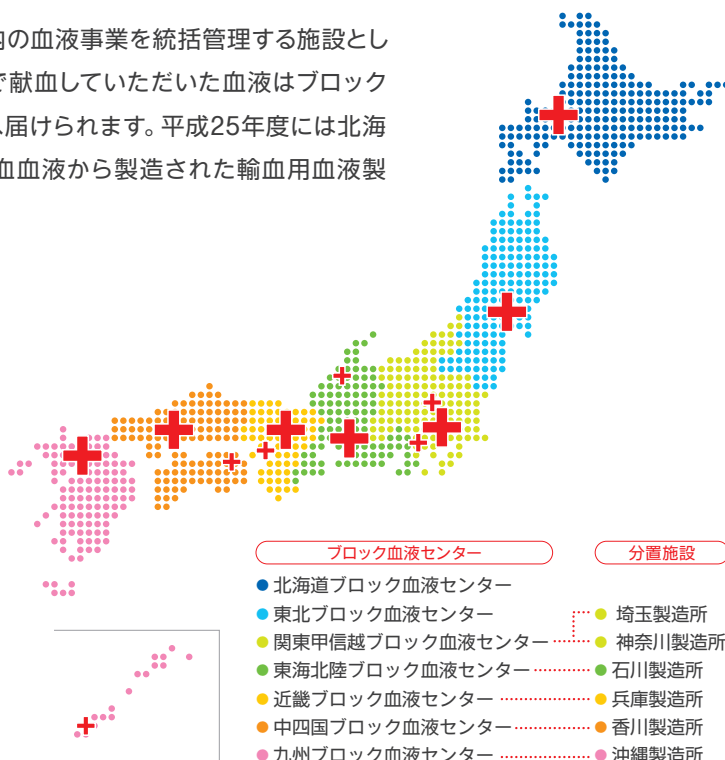 内の血液事業を統括管理する施設とし
で献血していただいた血液はブロック
へ届けられます。平成25年度には北海
血血液から製造された輸血用血液製
ブロック血液センター
分置施設
北海道ブロック血液センター
東北ブロック血液センター
埼玉製造所
関東甲信越ブロック血液センター
神奈川製造所
東海北陸ブロック血液センター
石川製造所
近畿ブロック血液センター
兵庫製造所
中四国ブロック血液センター
香川製造所
九州ブロック血液センター
沖縄製造所